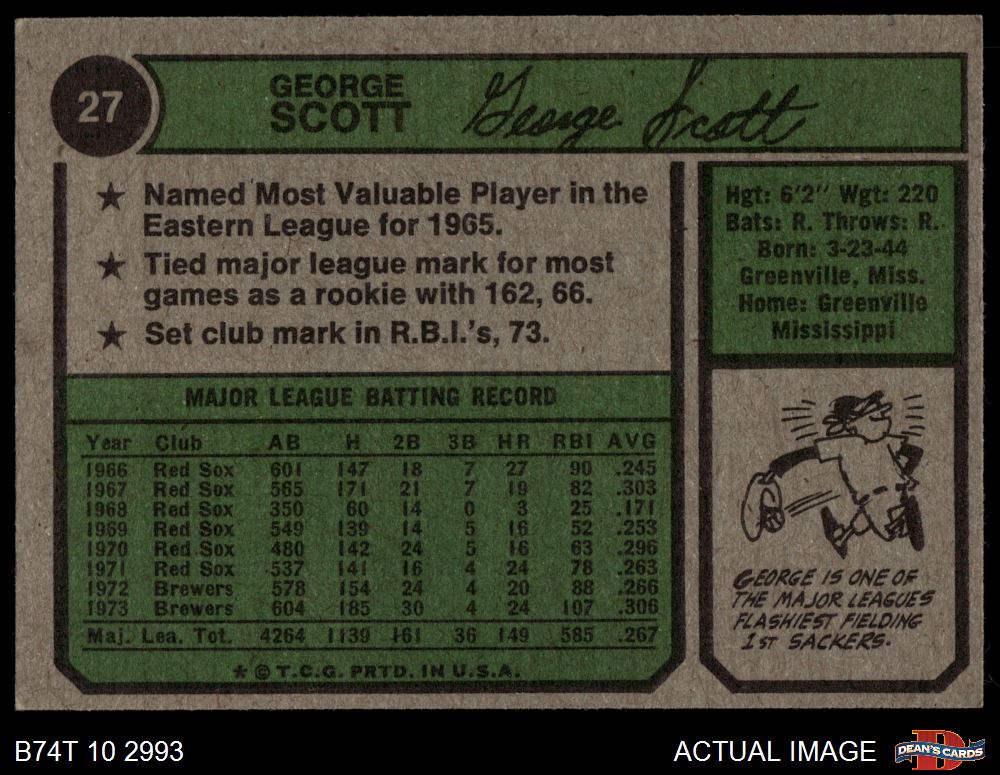 27
GEORGE
SCOTT
George Scott
★ Named Most Valuable Player in the
Eastern League for 1965.
★ Tied major league mark for most
games as a rookie with 162, 66.
★ Set club mark in R.B.I.'s, 73.
Hgt: 6'2" Wgt: 220
Bats: R. Throws: R.
Born: 3-23-44
Greenville, Miss.
Home: Greenville
Mississippi
MAJOR LEAGUE BATTING RECORD
Year Club AB H 2B 3B HR RBI AVG
1966 Red Sox 601 147 18 7 27 90 .245
1967 Red Sox 565 171 21 7 19 82 .303
1968 Red Sox 350 60 14 0 3 25 .171
1969 Red Sox 549 139 14 5 16 52 .253
1970 Red Sox 480 142 24 5 16 63 .296
1971 Red Sox 537 141 16 4 24 78 .263
1972 Brewers 578 154 24 4 20 88 .266
1973 Brewers 604 185 30 4 24 107 .306
Maj. Lea. Tot. 4264 1139 161 36 149 585 .267
* © T.C.G. PRTD. IN U.S.A.
GEORGE IS ONE OF
THE MAJOR LEAGUES
FLASHIEST FIELDING
1ST SACKERS.
B74T 10 2993
ACTUAL IMAGE
D
DEAN'S CARDS